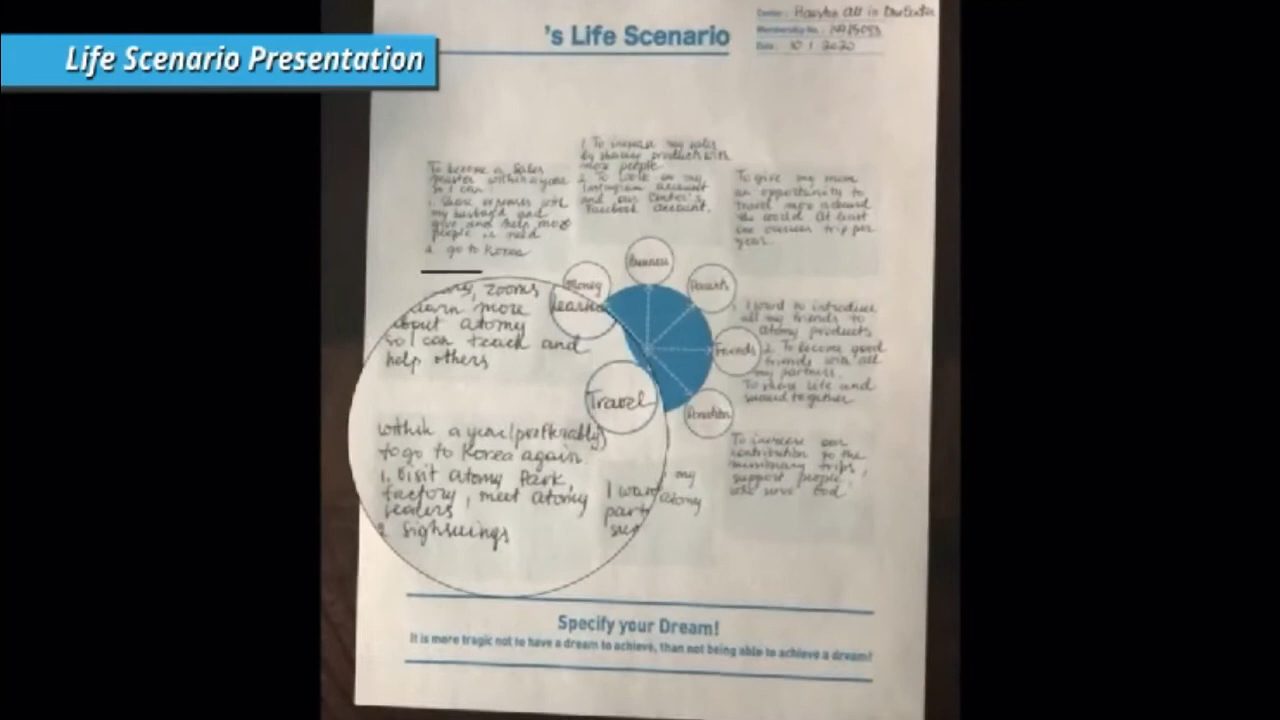 Life Scenario Presentation
's Life Scenario
Center :
Membership No. :
Date : 10 1 2020
1. To increase my sales
by sharing products with
more people
2. To work on my
Instagram account
and our Center's
Facebook account.
To become a Sales
Master within a year
so I can
1. Share expenses with
my husband and
give and help more
people in need
2. go to Korea
To give my mom
an opportunity to
travel more around
the world. At least
one overseas trip per
year.
Business
Money
Parents
learn
Friends
Travel
Donation
zooms
learn more
about atomy
so I can teach and
help others
1. I want to introduce
all my friends to
atomy products
2. To become good
friends with all
my partners.
To share life and
succeed together
within a year (preferably)
to go to Korea again
1. Visit atomy Park,
factory, meet atomy
leaders
2. Sightseeings
I want my
atomy
part
To increase our
contribution to the
missionary trips,
support people,
who serve God
Specify your Dream!
It is more tragic not to have a dream to achieve, than not being able to achieve a dream!